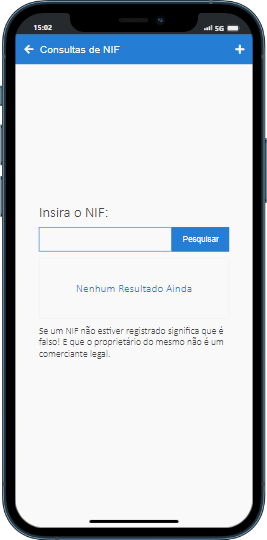 15:02
5G
Consultas de NIF
Insira o NIF:
Pesquisar
Nenhum Resultado Ainda
Se um NIF não estiver registrado significa que é
falso! E que o proprietário do mesmo não é um
comerciante legal.